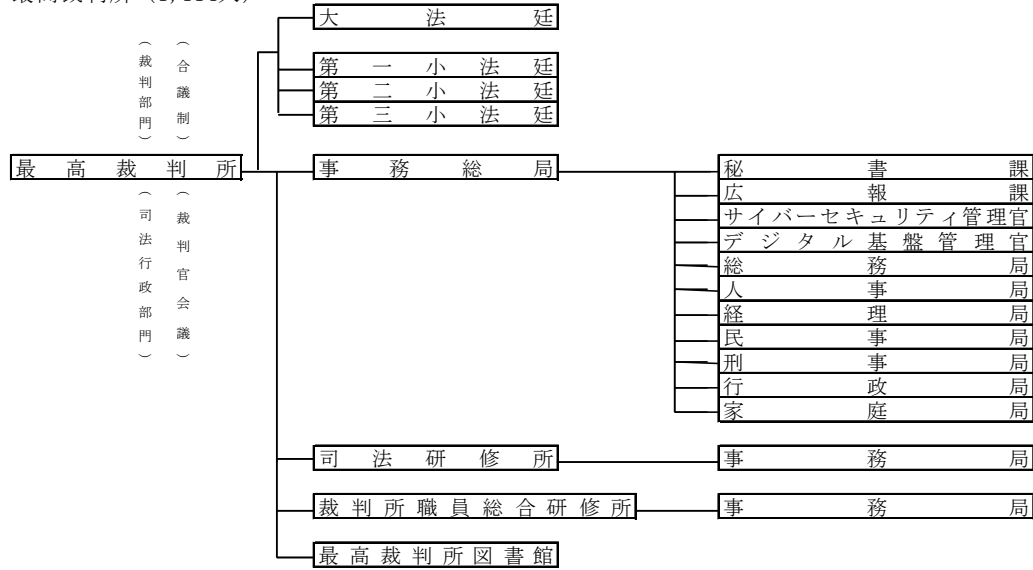 大法廷
(合議制)
(裁判部門)
第一小法廷
第二小法廷
第三小法廷
最高裁判所
事務総局
秘書課
広報課
サイバーセキュリティ管理官
デジタル基盤管理官
総務局
人事局
経理局
民事局
刑事局
行政局
家庭局
(裁判官会議)
(司法行政部門)
司法研修所
事務局
裁判所職員総合研修所
事務局
最高裁判所図書館